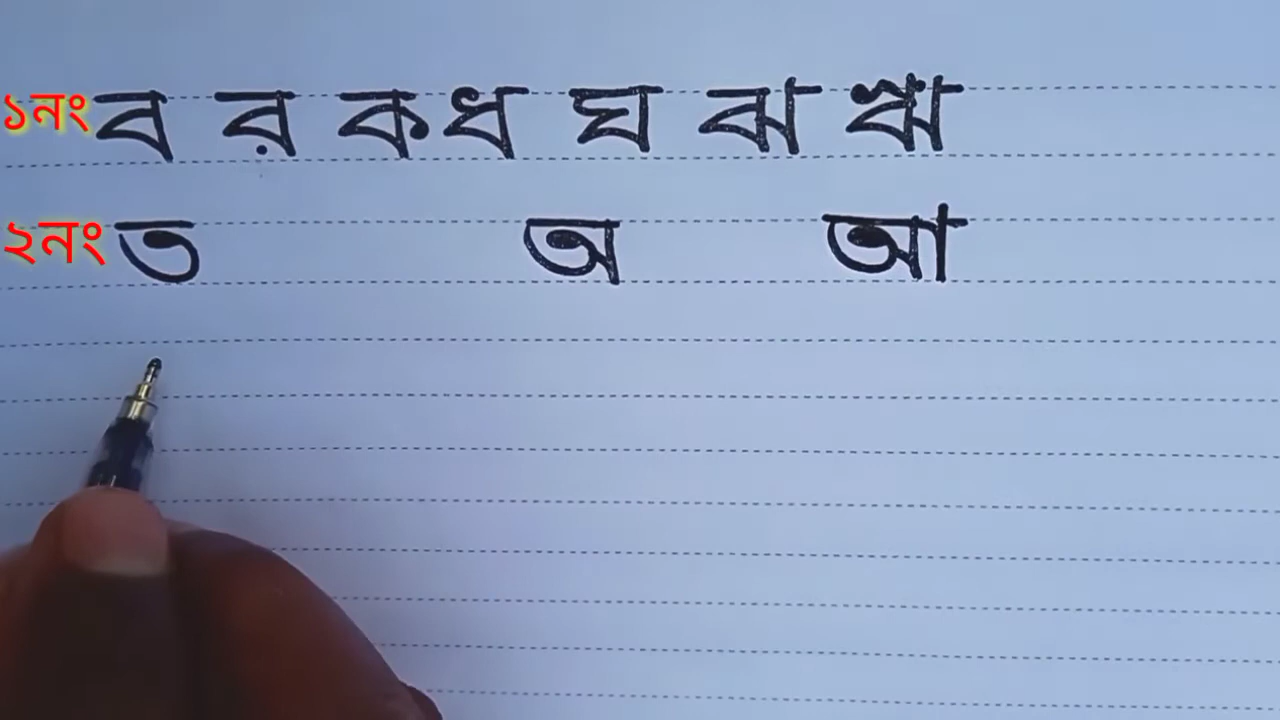 ১নং ব র ক ধ ঘ ঝ ঋ
২নং ত অ আ